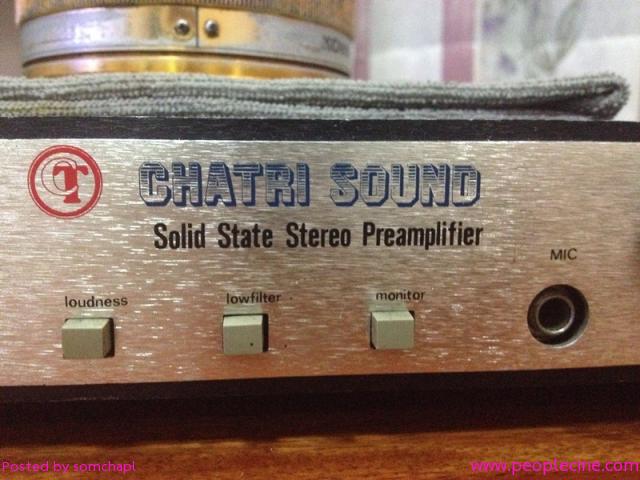 CHATRI SOUND
Solid State Stereo Preamplifier
MIC
loudness
lowfilter
monitor
Posted by somchapl
www.peoplecine.com